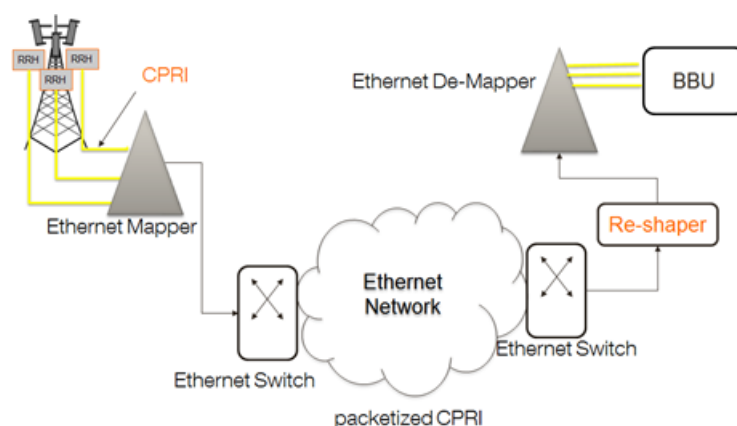 RRH
RRH
RRH
CPRI
Ethernet Mapper
Ethernet Switch
Ethernet
Network
packetized CPRI
Ethernet Switch
Re-shaper
Ethernet De-Mapper
BBU